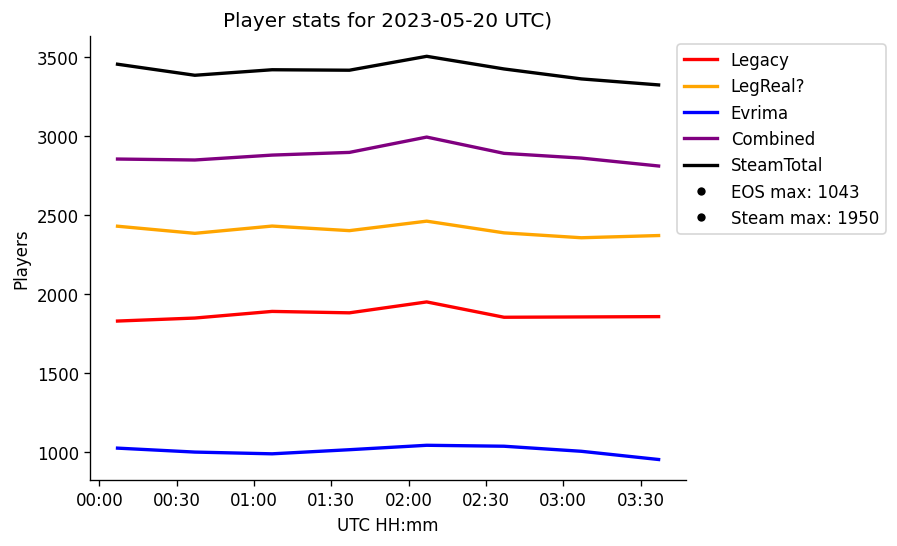 Player stats for 2023-05-20 UTC)
Players
3500
3000
2500
2000
1500
1000
00:00 00:30 01:00 01:30 02:00 02:30 03:00 03:30
UTC HH:mm
Legacy
LegReal?
Evrima
Combined
SteamTotal
EOS max: 1043
Steam max: 1950